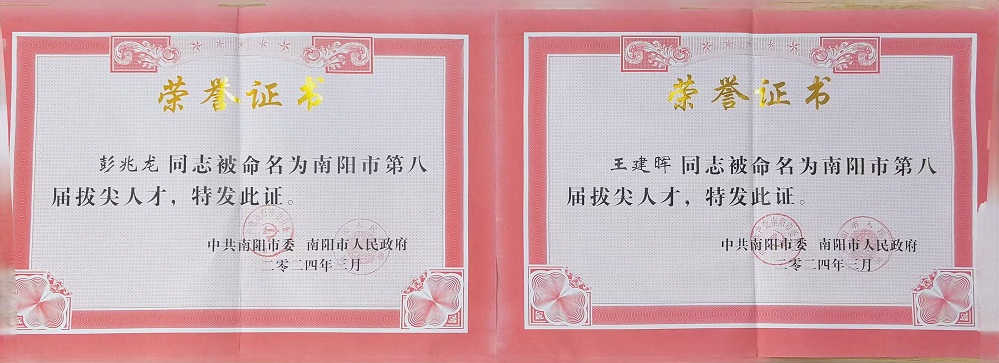 荣誉证书
彭兆龙 同志被命名为南阳市第八
届拔尖人才，特发此证。
中共南阳市委 南阳市人民政府
二零二四年三月
荣誉证书
王建晖 同志被命名为南阳市第八
届拔尖人才，特发此证。
中共南阳市委 南阳市人民政府
二零二四年三月